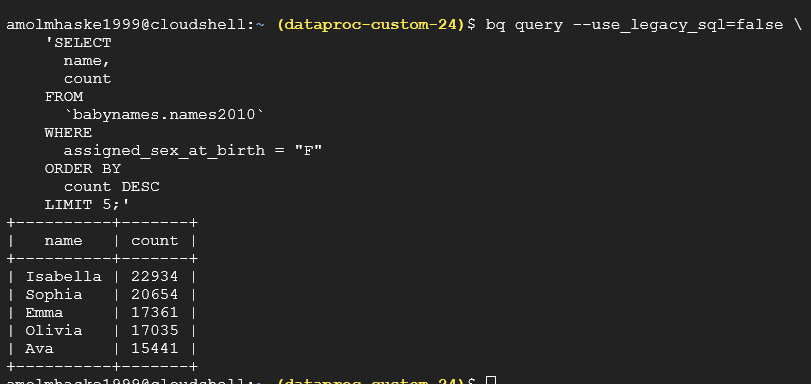 amolmhaske1999@cloudshell:~ (dataproc-custom-24)$ bq query --use_legacy_sql=false \
    'SELECT
      name,
      count
    FROM
      `babynames.names2010`
    WHERE
      assigned_sex_at_birth = "F"
    ORDER BY
      count DESC
    LIMIT 5;'
+----------+-------+
|   name   | count |
+----------+-------+
| Isabella | 22934 |
| Sophia   | 20654 |
| Emma     | 17361 |
| Olivia   | 17035 |
| Ava      | 15441 |
+----------+-------+
amolmhaske1999@cloudshell:~ (dataproc-custom-24)$